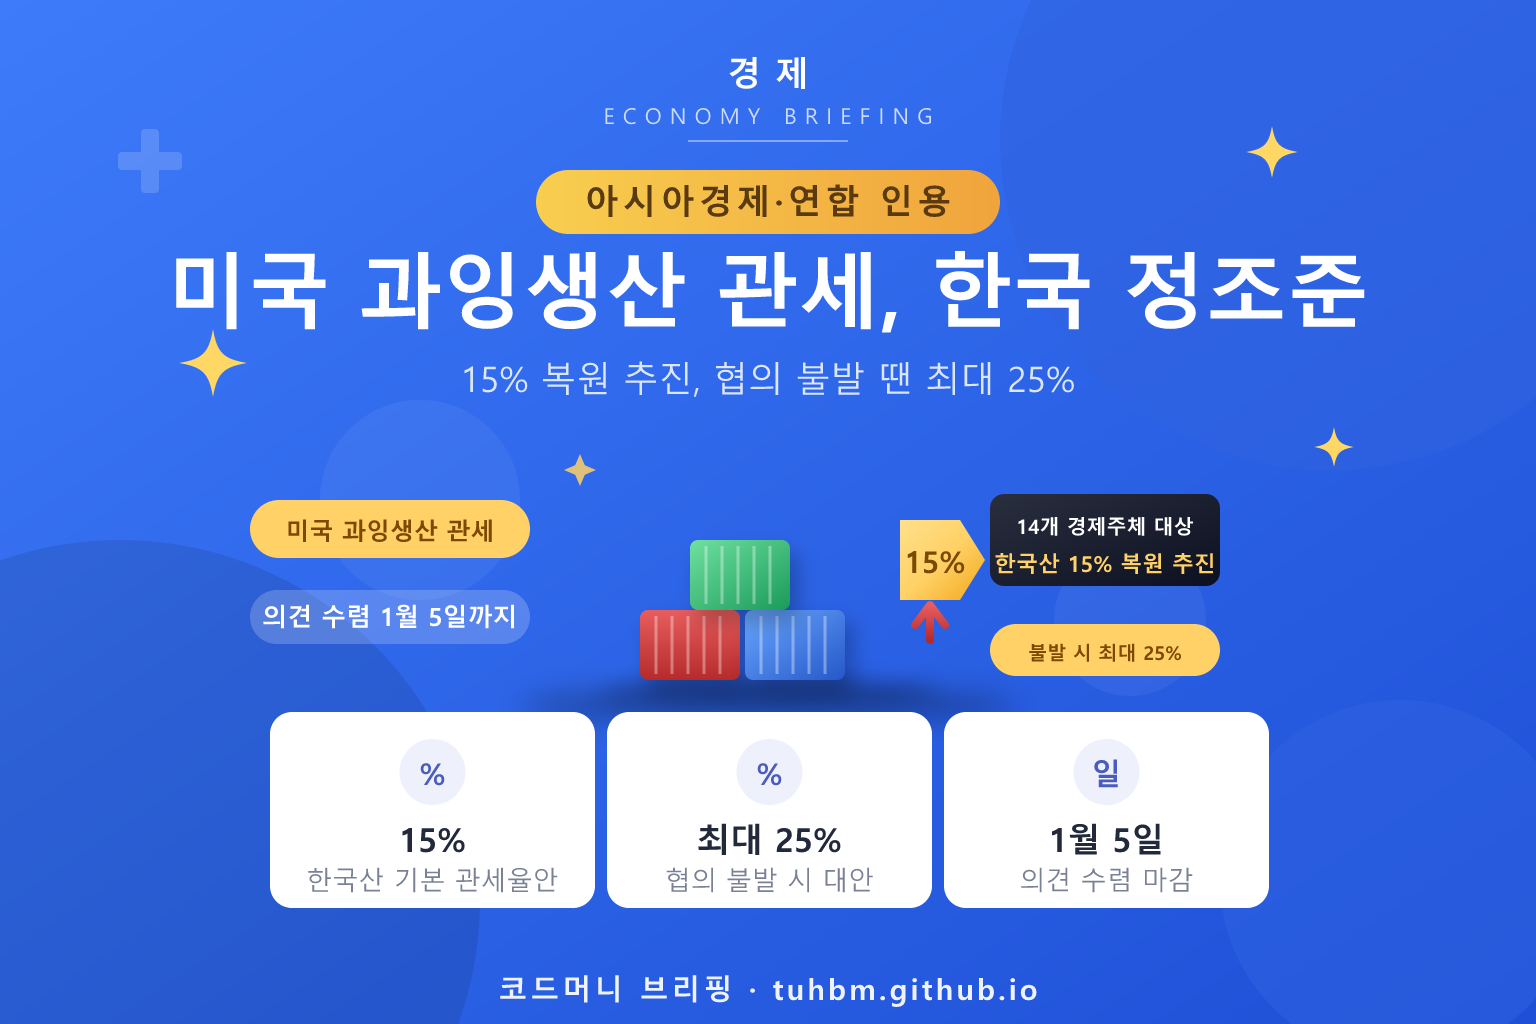 경제
ECONOMY BRIEFING
아시아경제·연합 인용
미국 과잉생산 관세, 한국 정조준
15% 복원 추진, 협의 불발 땐 최대 25%
미국 과잉생산 관세
의견 수렴 1월 5일까지
15%
14개 경제주체 대상
한국산 15% 복원 추진
불발 시 최대 25%
%
15%
한국산 기본 관세율안
%
최대 25%
협의 불발 시 대안
일
1월 5일
의견 수렴 마감
코드머니 브리핑 · tuhbm.github.io